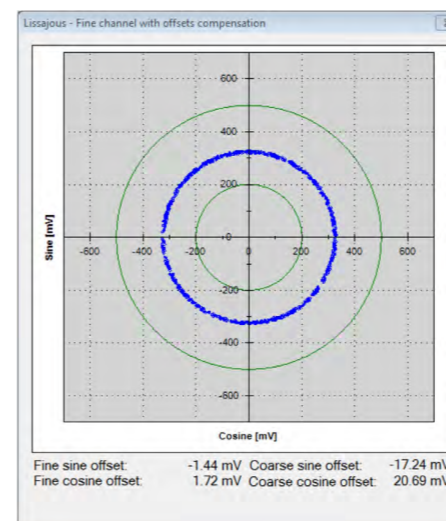 Lissajous - Fine channel with offsets compensation
600
400
200
-600 -400 -200 0 0 200 400 600
-200
-400
-600
Sine [mV]
Cosine [mV]
Fine sine offset: -1.44 mV Coarse sine offset: -17.24 mV
Fine cosine offset: 1.72 mV Coarse cosine offset: 20.69 mV